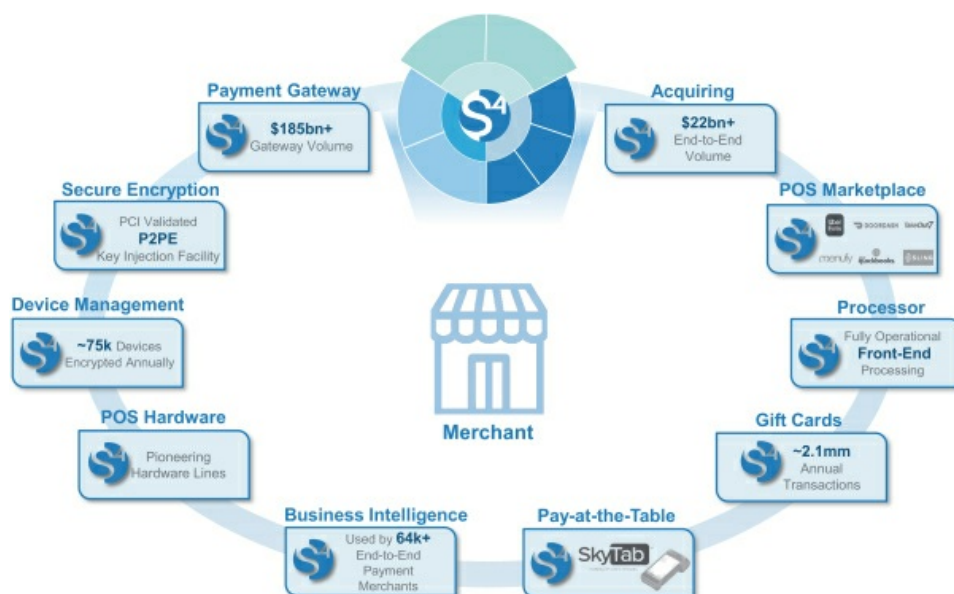 Payment Gateway
$185bn+
Gateway Volume
Acquiring
$22bn+
End-to-End
Volume
Secure Encryption
PCI Validated
P2PE
Key Injection Facility
POS Marketplace
Uber
DOORDASH
menufy
quickbooks
Device Management
~75k Devices
Encrypted Annually
Processor
Fully Operational
Front-End
Processing
POS Hardware
Pioneering
Hardware Lines
Merchant
Gift Cards
~2.1mm
Annual
Transactions
Business Intelligence
Used by 64k+
End-to-End
Payment
Merchants
Pay-at-the-Table
SkyTab
S4